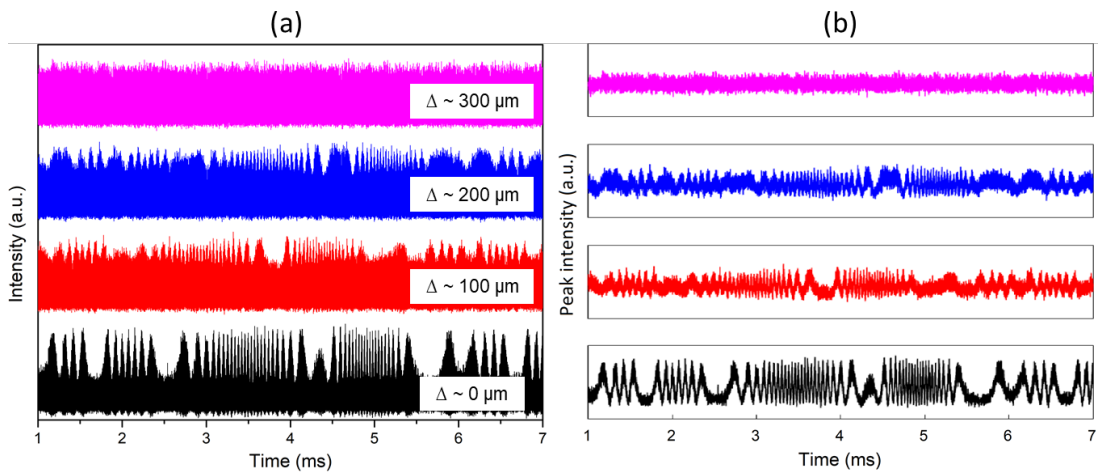 (a)
(b)
Intensity (a.u.)
Δ ~ 300 µm
Δ ~ 200 µm
Δ ~ 100 µm
Δ ~ 0 µm
1 2 3 4 5 6 7
Time (ms)
Peak intensity (a.u.)
1 2 3 4 5 6 7
Time (ms)